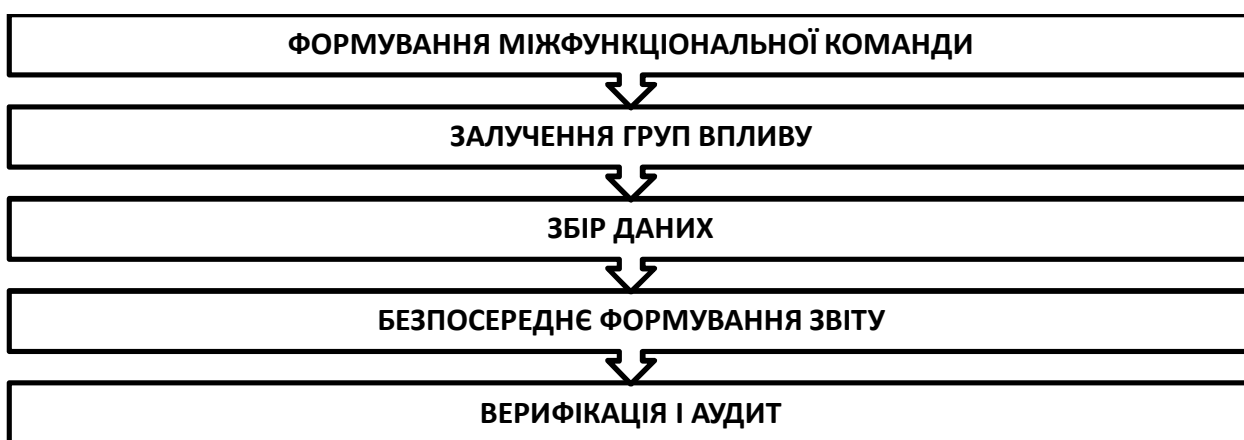 ФОРМУВАННЯ МІЖФУНКЦІОНАЛЬНОЇ КОМАНДИ
ЗАЛУЧЕННЯ ГРУП ВПЛИВУ
ЗБІР ДАНИХ
БЕЗПОСЕРЕДНЄ ФОРМУВАННЯ ЗВІТУ
ВЕРИФІКАЦІЯ І АУДИТ